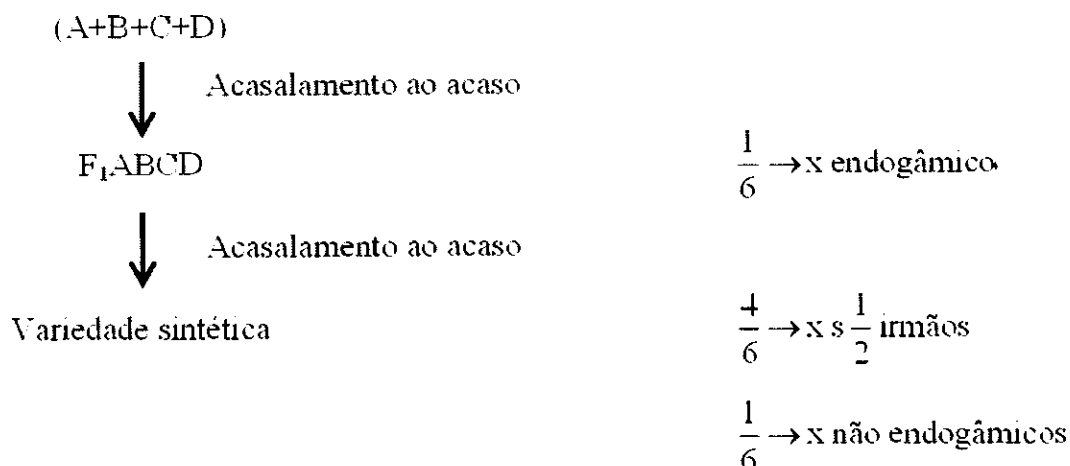 (A+B+C+D)
Acasalamento ao acaso
F₁ABCD
1/6 → x endogâmico
Acasalamento ao acaso
Variedade sintética
4/6 → x s 1/2 irmãos
1/6 → x não endogâmicos